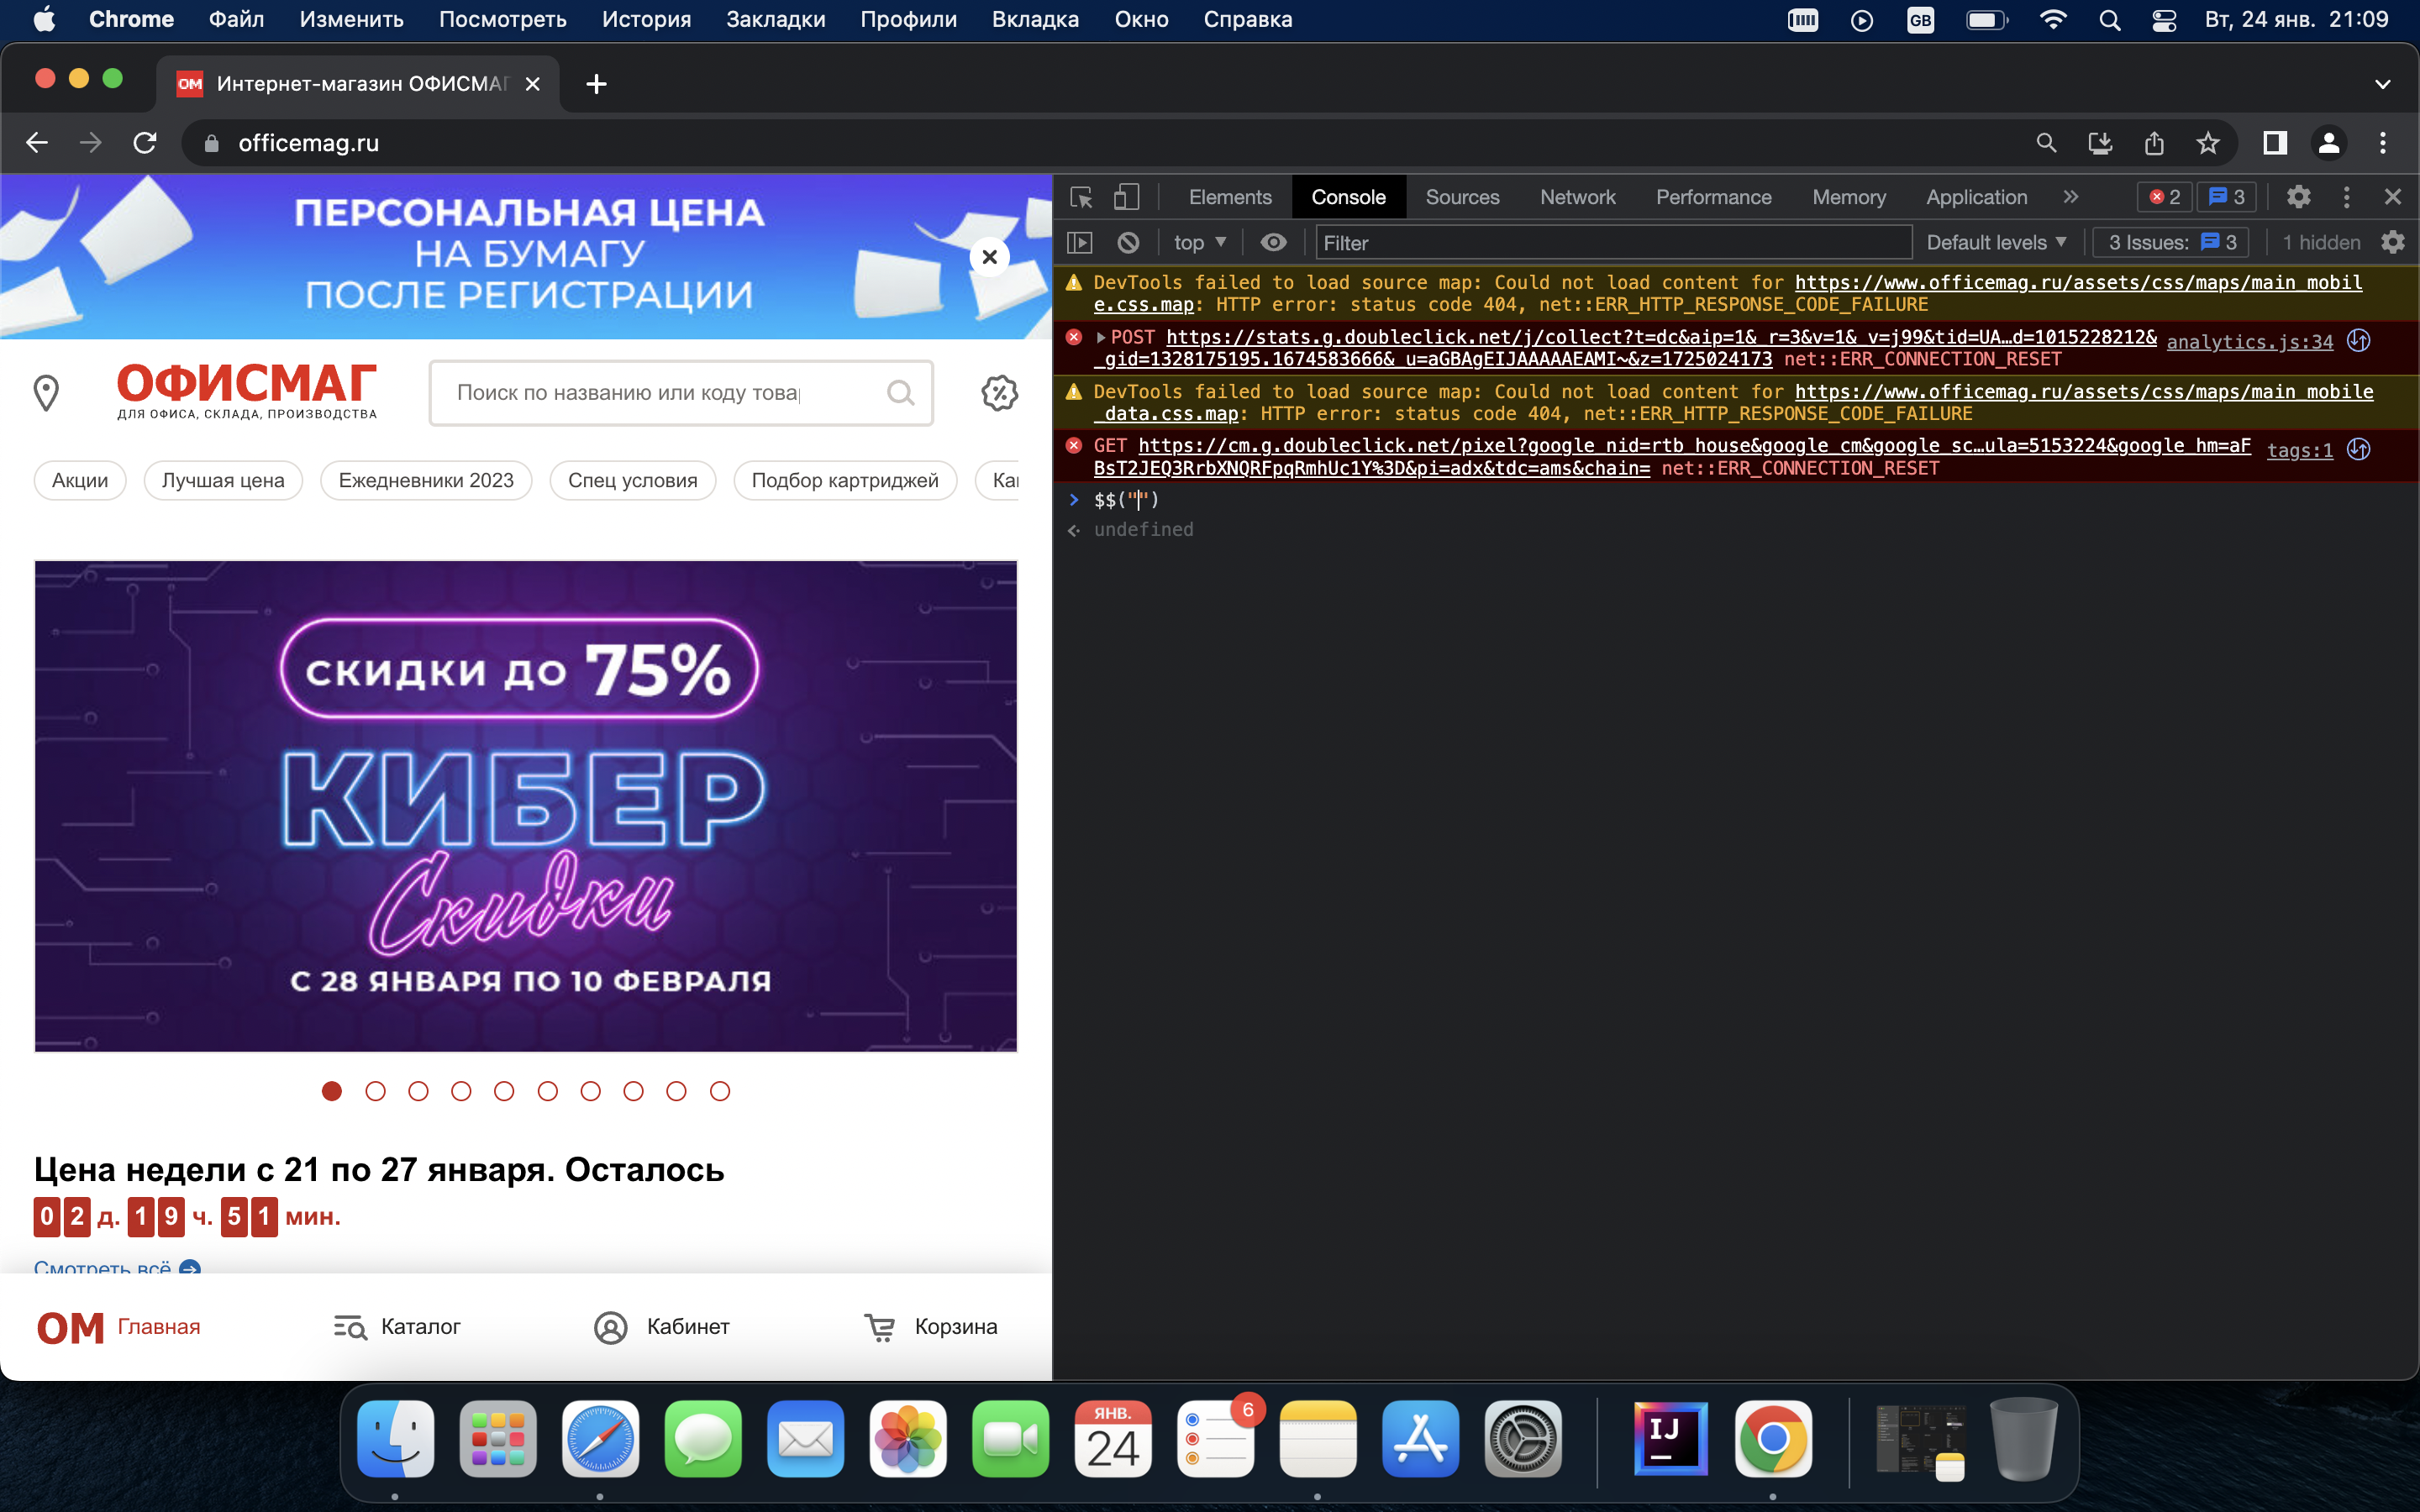 Chrome Файл Изменить Посмотреть История Закладки Профили Вкладка Окно Справка GB Вт, 24 янв. 21:09
ОМ Интернет-магазин ОФИСМАГ
officemag.ru
ПЕРСОНАЛЬНАЯ ЦЕНА
НА БУМАГУ
ПОСЛЕ РЕГИСТРАЦИИ
ОФИСМАГ
ДЛЯ ОФИСА, СКЛАДА, ПРОИЗВОДСТВА
Поиск по названию или коду това
Акции Лучшая цена Ежедневники 2023 Спец условия Подбор картриджей
СКИДКИ ДО 75%
КИБЕР
Скидки
С 28 ЯНВАРЯ ПО 10 ФЕВРАЛЯ
Цена недели с 21 по 27 января. Осталось
02 д. 19 ч. 51 мин.
Смотреть всё
ОМ Главная Каталог Кабинет Корзина
Elements Console Sources Network Performance Memory Application 2 3
top Filter Default levels 3 Issues: 3 1 hidden
DevTools failed to load source map: Could not load content for https://www.officemag.ru/assets/css/maps/main_mobil
e.css.map: HTTP error: status code 404, net::ERR_HTTP_RESPONSE_CODE_FAILURE
POST https://stats.g.doubleclick.net/j/collect?t=dc&aip=1&_r=3&v=1&_v=j99&tid=UA…d=1015228212& analytics.js:34
_gid=1328175195.1674583666&_u=aGBAgEIJAAAAAEAMI~&z=1725024173 net::ERR_CONNECTION_RESET
DevTools failed to load source map: Could not load content for https://www.officemag.ru/assets/css/maps/main_mobile
_data.css.map: HTTP error: status code 404, net::ERR_HTTP_RESPONSE_CODE_FAILURE
GET https://cm.g.doubleclick.net/pixel?google_nid=rtb_house&google_cm&google_sc…ula=5153224&google_hm=aF tags:1
BsT2JEQ3RrbXNQRFpqRmhUc1Y%3D&pi=adx&tdc=ams&chain= net::ERR_CONNECTION_RESET
$$("")
undefined
ЯНВ.
24
6
IJ